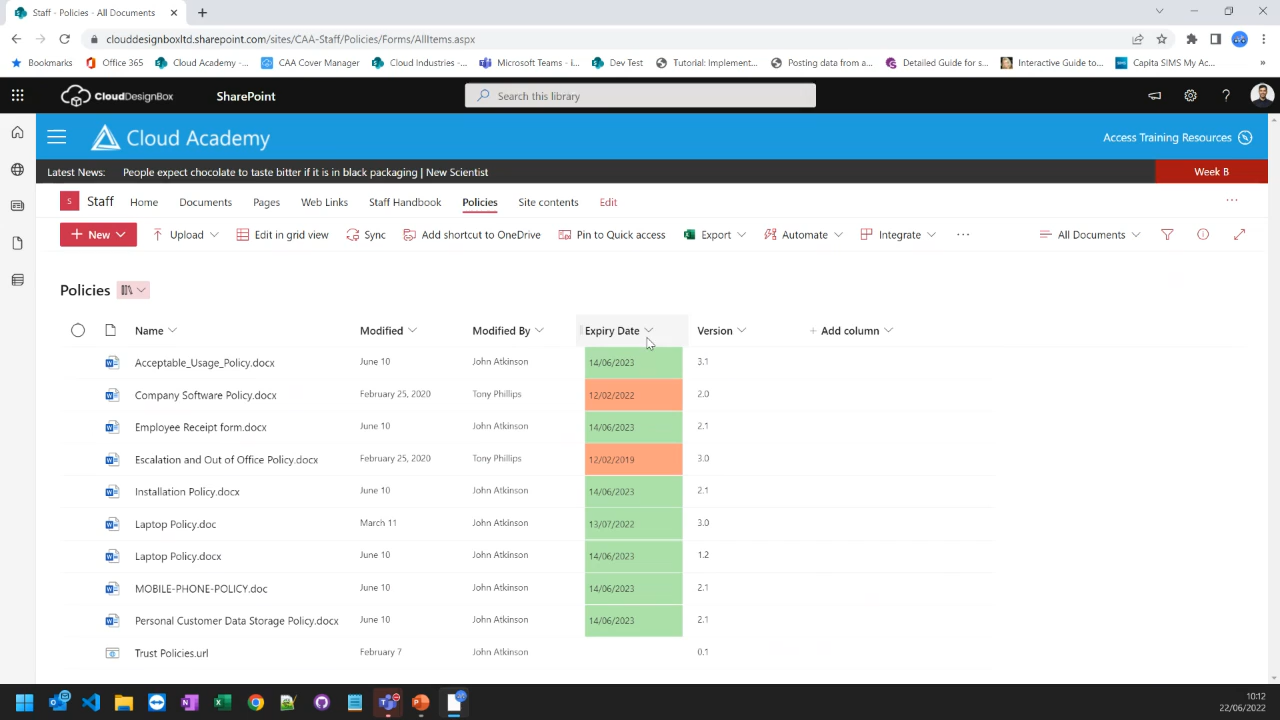 Staff - Policies - All Documents
clouddesignboxltd.sharepoint.com/sites/CAA-Staff/Policies/Forms/AllItems.aspx
Bookmarks Office 365 Cloud Academy -... CAA Cover Manager Cloud Industries -... Microsoft Teams - i... Dev Test Tutorial: Implement... Posting data from a... Detailed Guide for s... Interactive Guide to... Capita SIMS My Ac... »
CloudDesignBox SharePoint Search this library
Cloud Academy Access Training Resources
Latest News: People expect chocolate to taste bitter if it is in black packaging | New Scientist Week B
S Staff Home Documents Pages Web Links Staff Handbook Policies Site contents Edit ...
New Upload Edit in grid view Sync Add shortcut to OneDrive Pin to Quick access Export Automate Integrate ... All Documents
Policies
Name Modified Modified By Expiry Date Version + Add column
Acceptable_Usage_Policy.docx June 10 John Atkinson 14/06/2023 3.1
Company Software Policy.docx February 25, 2020 Tony Phillips 12/02/2022 2.0
Employee Receipt form.docx June 10 John Atkinson 14/06/2023 2.1
Escalation and Out of Office Policy.docx February 25, 2020 Tony Phillips 12/02/2019 3.0
Installation Policy.docx June 10 John Atkinson 14/06/2023 2.1
Laptop Policy.doc March 11 John Atkinson 13/07/2022 3.0
Laptop Policy.docx June 10 John Atkinson 14/06/2023 1.2
MOBILE-PHONE-POLICY.doc June 10 John Atkinson 14/06/2023 2.1
Personal Customer Data Storage Policy.docx June 10 John Atkinson 14/06/2023 2.1
Trust Policies.url February 7 John Atkinson 0.1
10:12
22/06/2022